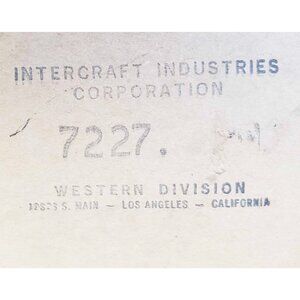 INTERCRAFT INDUSTRIES
CORPORATION
7227.
WESTERN DIVISION
S. MAIN — LOS ANGELES — CALIFORNIA